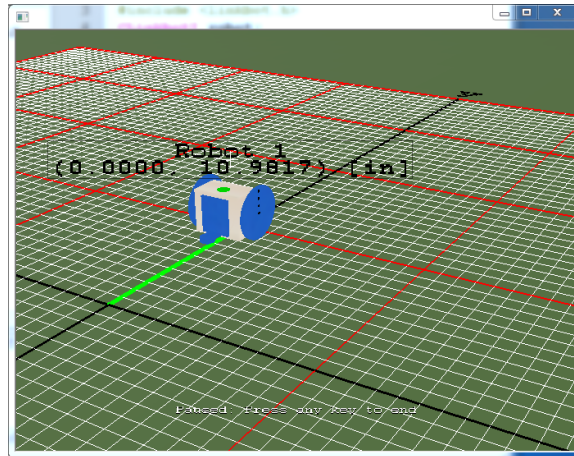 Robot 1
(0.0000, 10.9817) [in]
Paused: Press any key to end